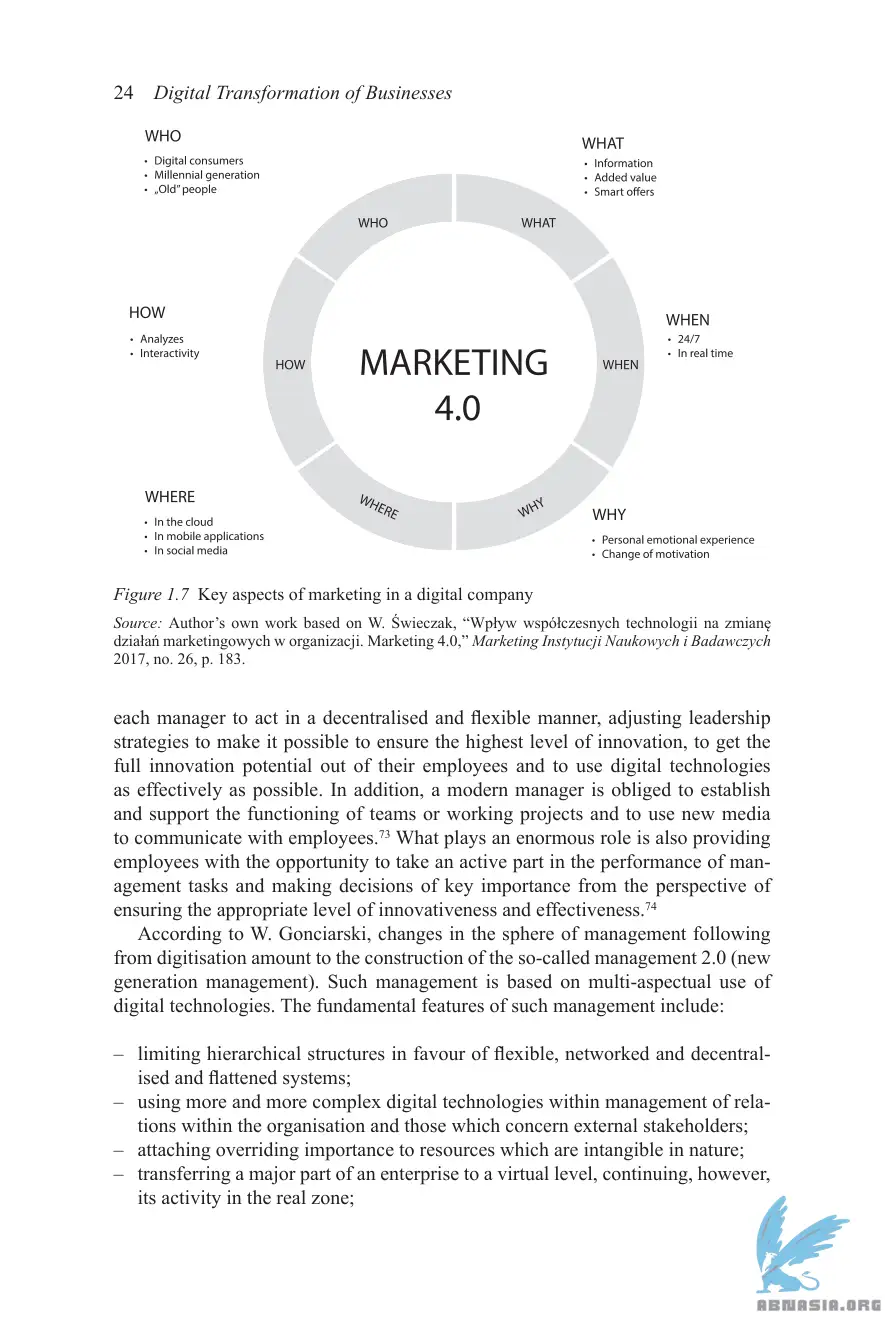 24 Digital Transformation of Businesses
WHO
• Digital consumers
• Millennial generation
• „Old” people
WHAT
• Information
• Added value
• Smart offers
WHO
WHAT
HOW
• Analyzes
• Interactivity
WHEN
• 24/7
• In real time
HOW
MARKETING
4.0
WHEN
WHERE
• In the cloud
• In mobile applications
• In social media
WHERE
WHY
WHY
• Personal emotional experience
• Change of motivation
Figure 1.7 Key aspects of marketing in a digital company
Source: Author’s own work based on W. Świeczak, “Wpływ współczesnych technologii na zmianę
działań marketingowych w organizacji. Marketing 4.0,” Marketing Instytucji Naukowych i Badawczych
2017, no. 26, p. 183.
each manager to act in a decentralised and flexible manner, adjusting leadership
strategies to make it possible to ensure the highest level of innovation, to get the
full innovation potential out of their employees and to use digital technologies
as effectively as possible. In addition, a modern manager is obliged to establish
and support the functioning of teams or working projects and to use new media
to communicate with employees.73 What plays an enormous role is also providing
employees with the opportunity to take an active part in the performance of man-
agement tasks and making decisions of key importance from the perspective of
ensuring the appropriate level of innovativeness and effectiveness.74
According to W. Gonciarski, changes in the sphere of management following
from digitisation amount to the construction of the so-called management 2.0 (new
generation management). Such management is based on multi-aspectual use of
digital technologies. The fundamental features of such management include:
– limiting hierarchical structures in favour of flexible, networked and decentral-
ised and flattened systems;
– using more and more complex digital technologies within management of rela-
tions within the organisation and those which concern external stakeholders;
– attaching overriding importance to resources which are intangible in nature;
– transferring a major part of an enterprise to a virtual level, continuing, however,
its activity in the real zone;
ABNASIA.ORG